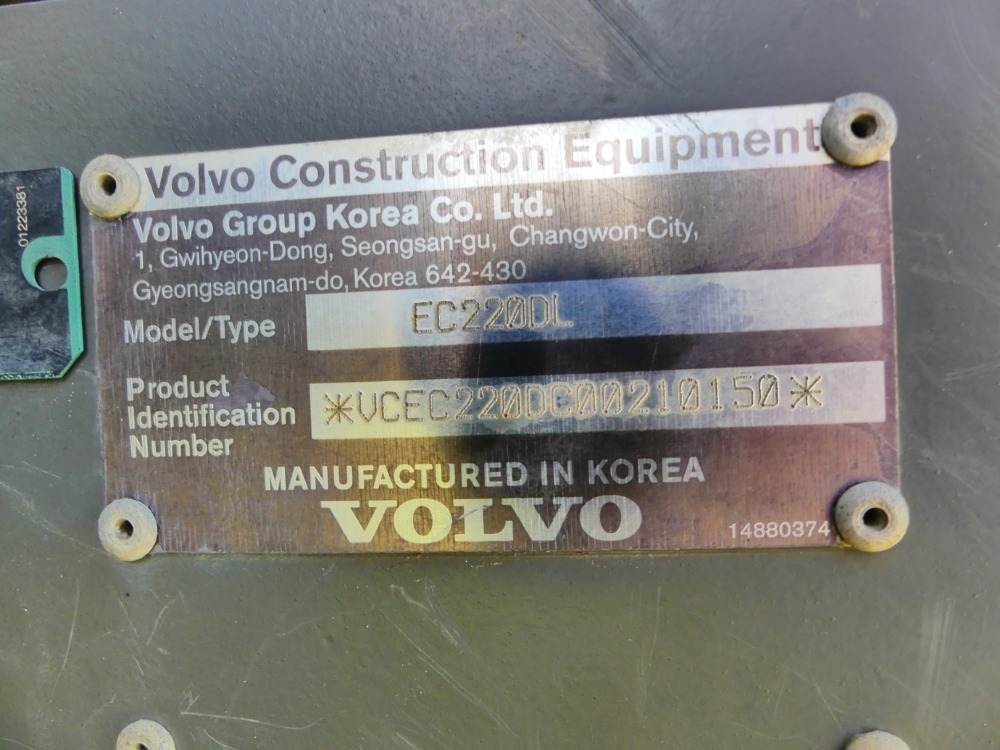 Volvo Construction Equipment
Volvo Group Korea Co. Ltd.
1, Gwihyeon-Dong, Seongsan-gu, Changwon-City,
Gyeongsangnam-do, Korea 642-430
Model/Type EC220DL
Product
Identification
Number
*VCEC220DC00210150*
MANUFACTURED IN KOREA
VOLVO
14880374
01223381